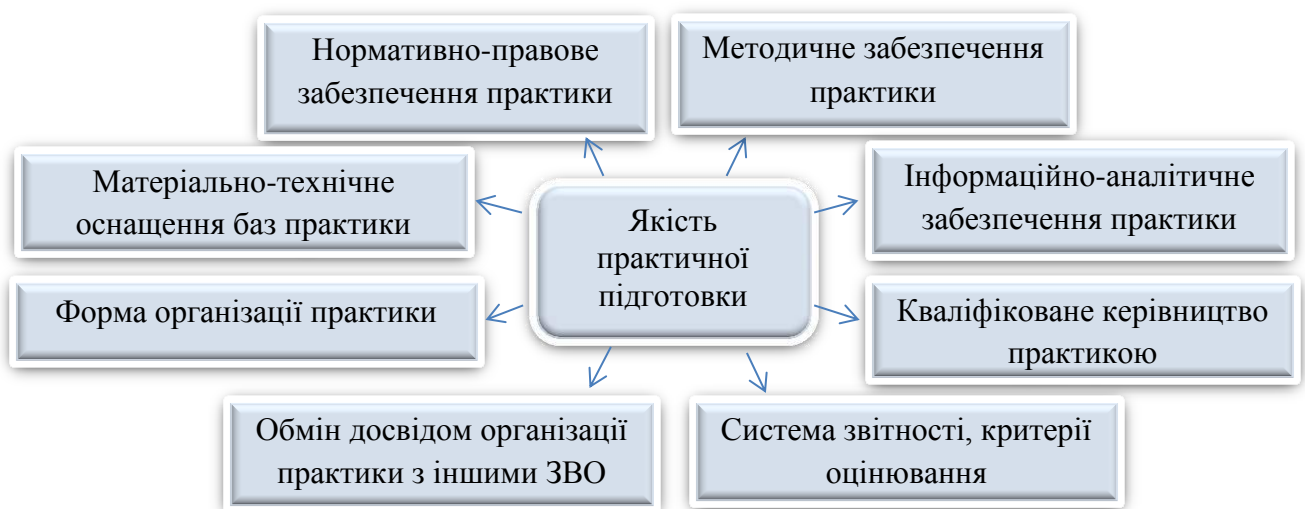 Нормативно-правове
забезпечення практики
Методичне забезпечення
практики
Матеріально-технічне
оснащення баз практики
Якість
практичної
підготовки
Інформаційно-аналітичне
забезпечення практики
Форма організації практики
Кваліфіковане керівництво
практикою
Обмін досвідом організації
практики з іншими ЗВО
Система звітності, критерії
оцінювання